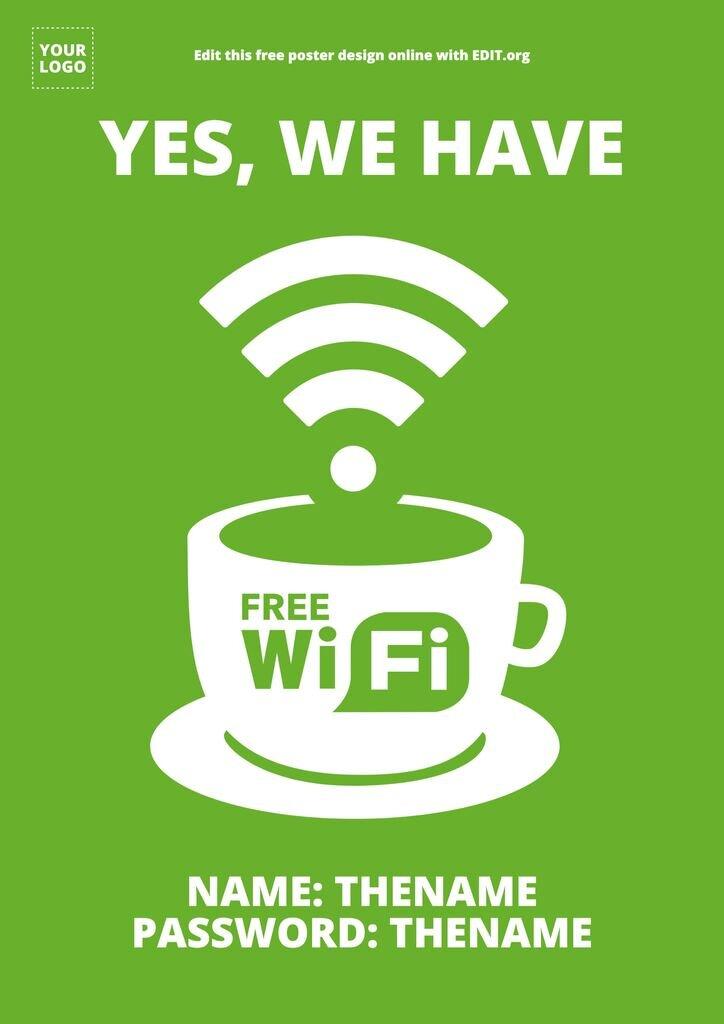 YOUR
LOGO
Edit this free poster design online with EDIT.org
YES, WE HAVE
FREE
WiFi
NAME: THENAME
PASSWORD: THENAME